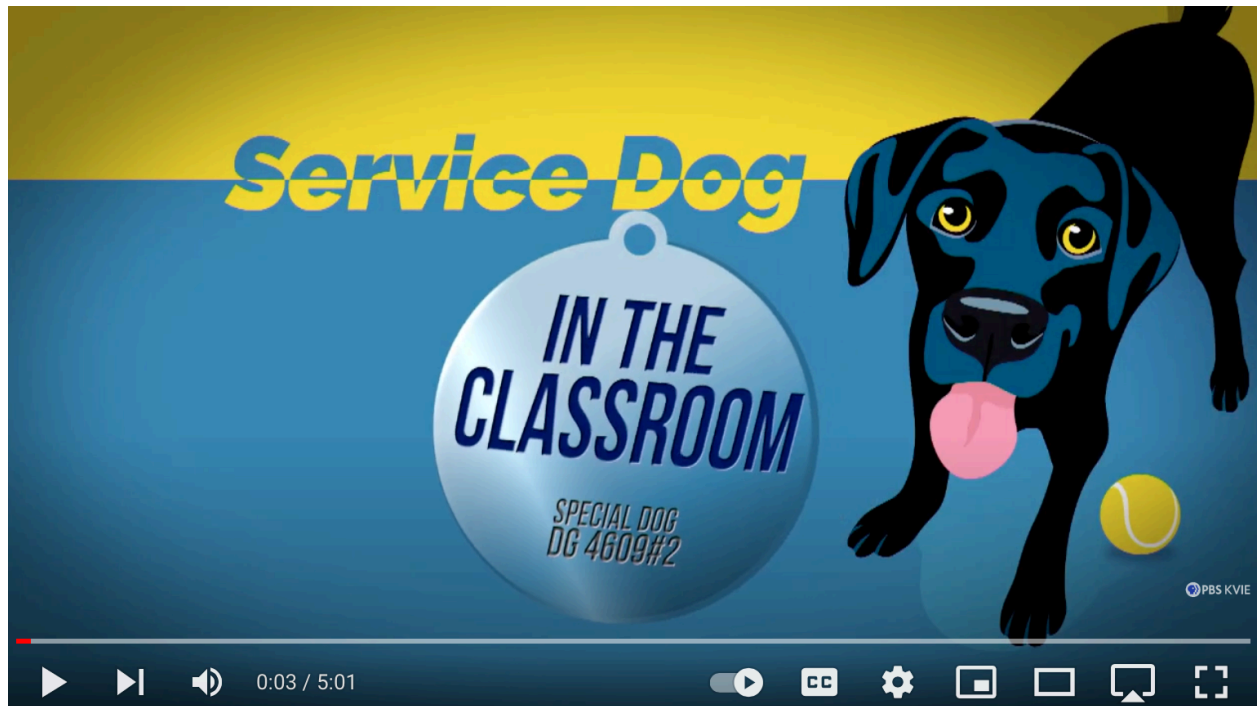 Service Dog
IN THE
CLASSROOM
SPECIAL DOG
DG 4609#2
PBS KVIE
0:03 / 5:01
CC